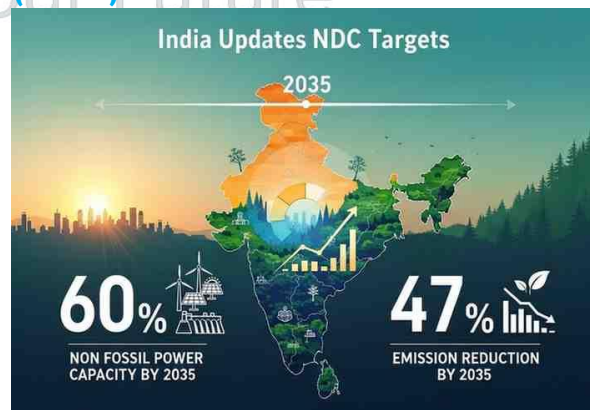 India Updates NDC Targets
2035
60%
NON FOSSIL POWER
CAPACITY BY 2035
47%
EMISSION REDUCTION
BY 2035